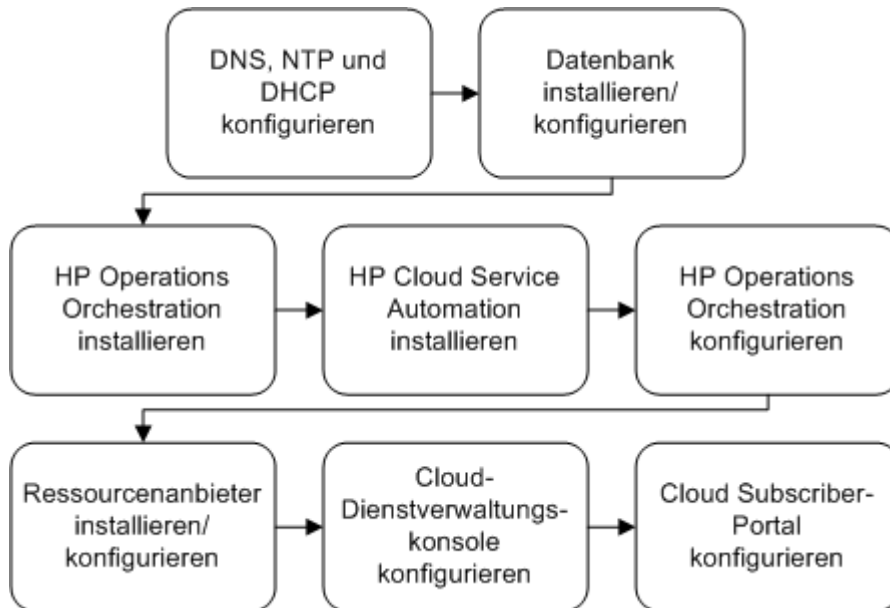 DNS, NTP und
DHCP
konfigurieren
Datenbank
installieren/
konfigurieren
HP Operations
Orchestration
installieren
HP Cloud Service
Automation
installieren
HP Operations
Orchestration
konfigurieren
Ressourcenanbieter
installieren/
konfigurieren
Cloud-
Dienstverwaltungs-
konsole
konfigurieren
Cloud Subscriber-
Portal
konfigurieren